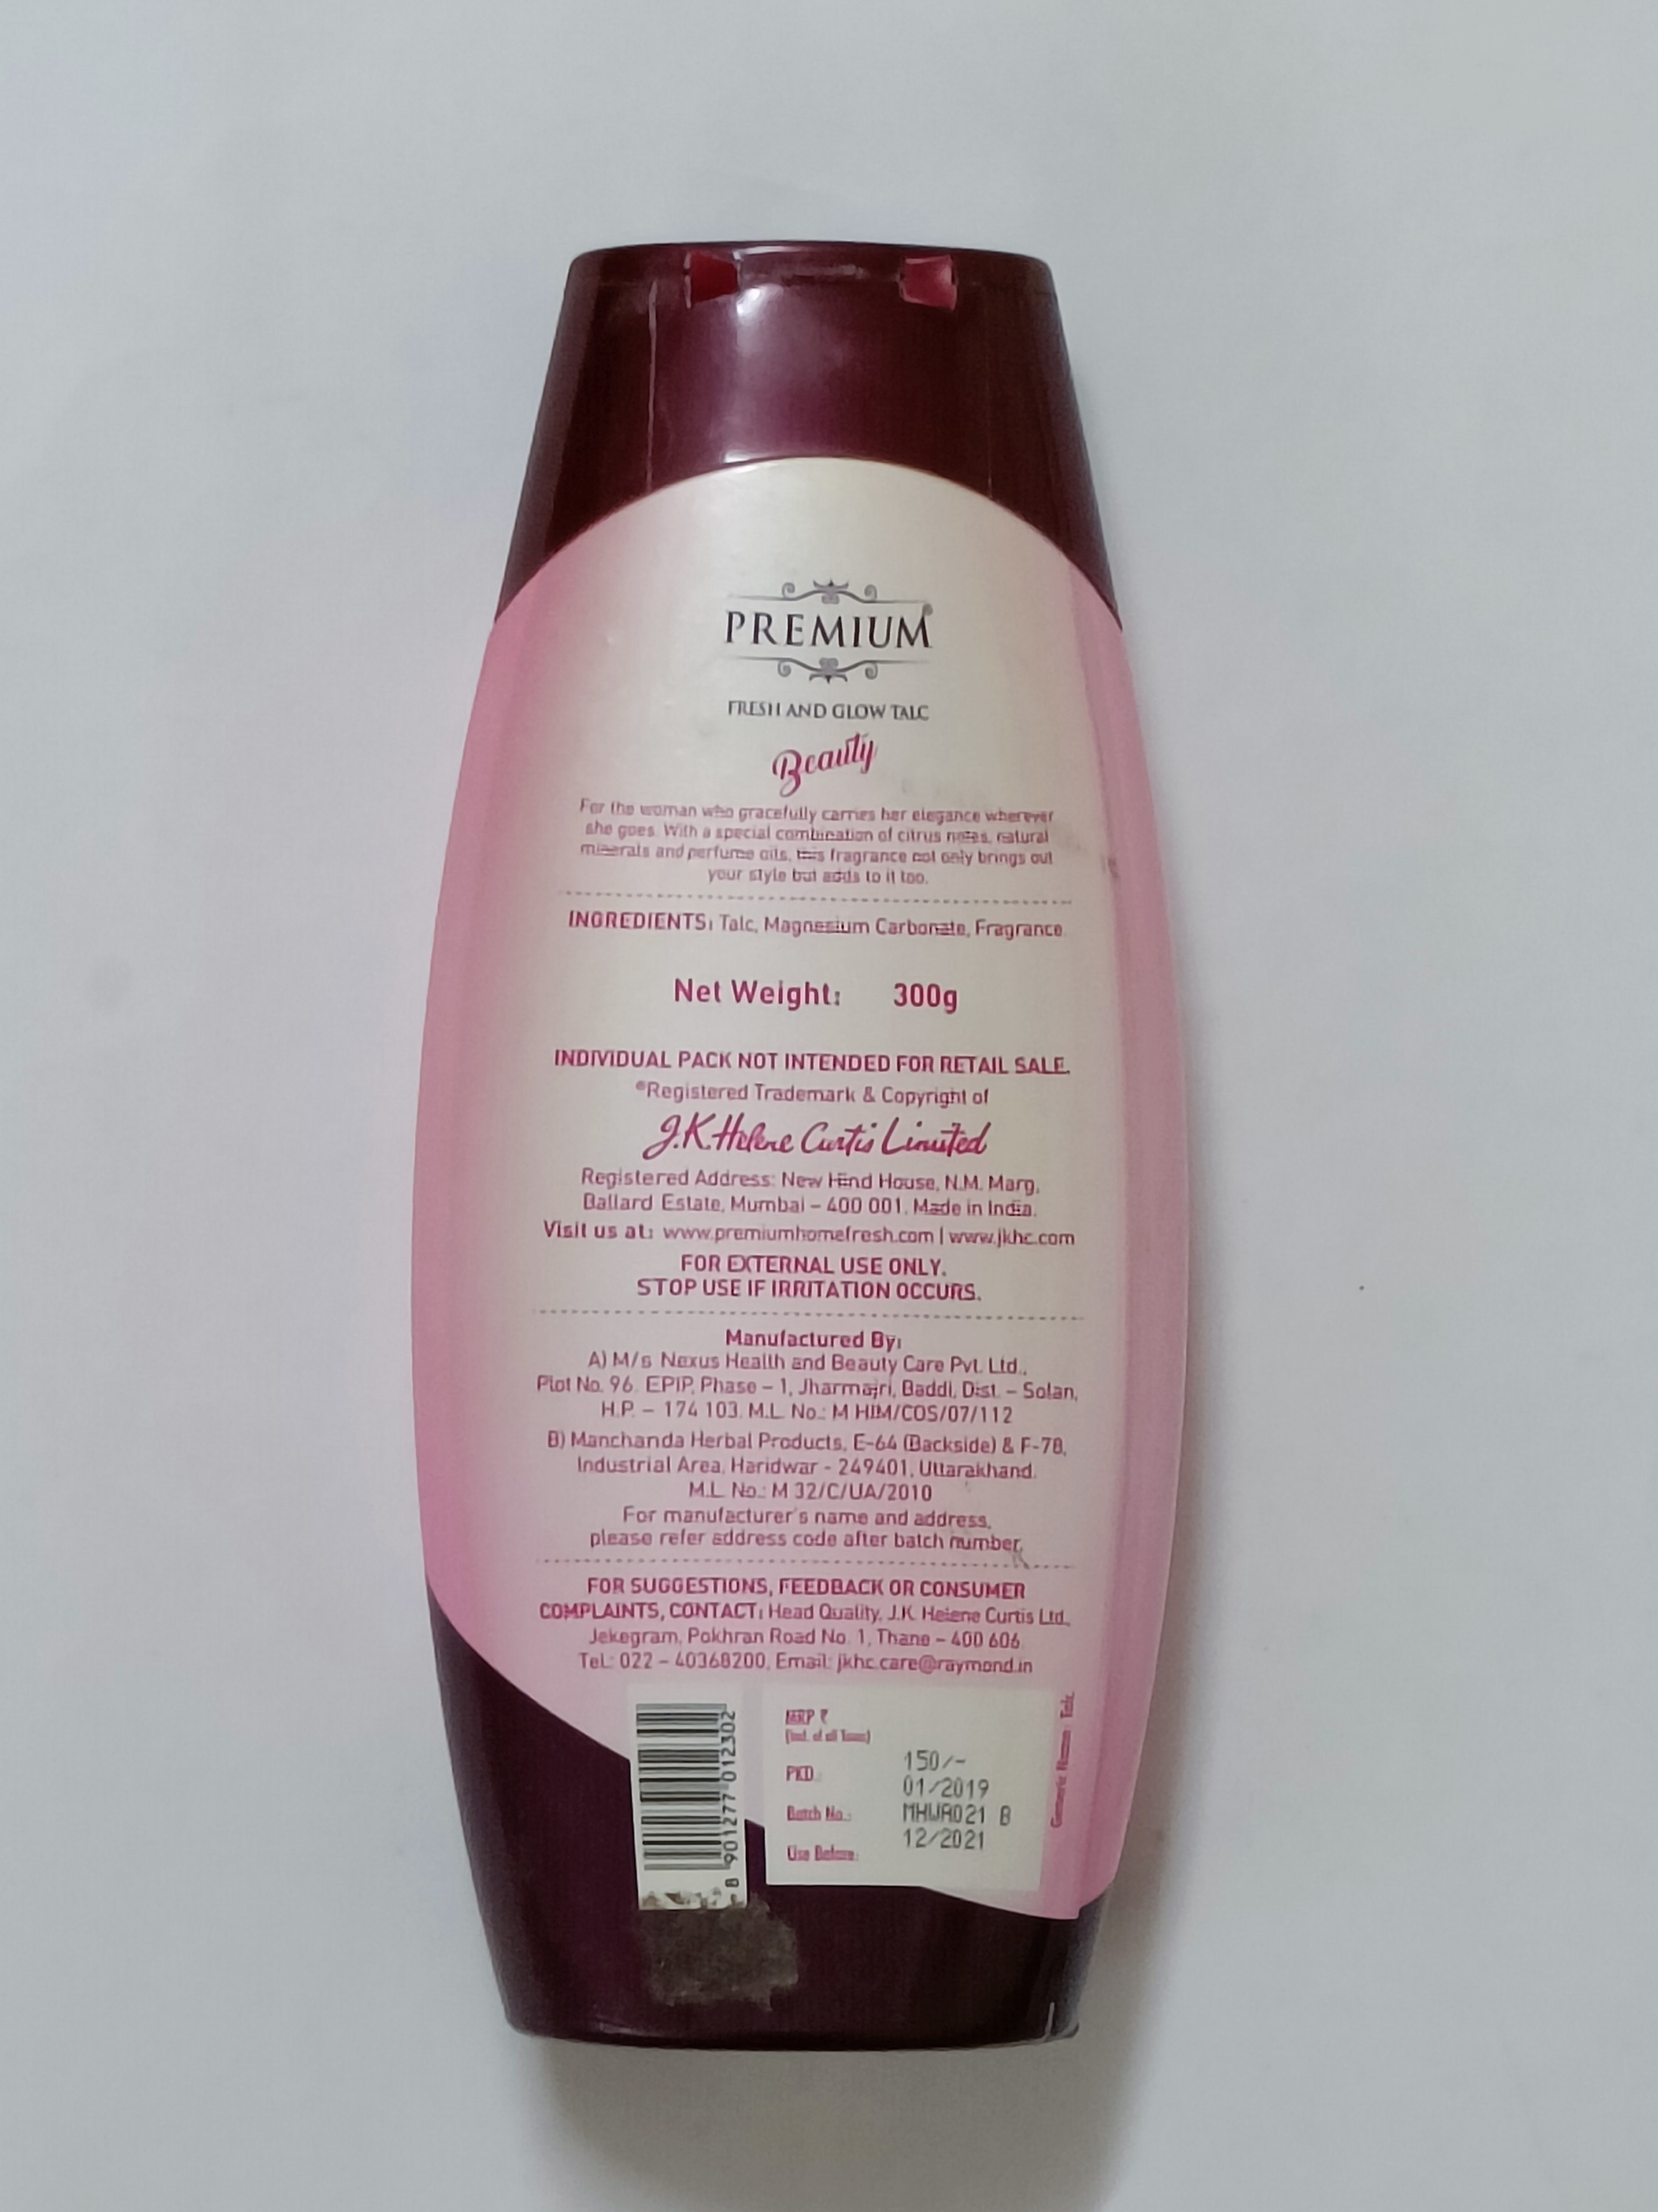 PREMIUM®
FRESH AND GLOW TALC
Beauty
For the woman who gracefully carries her elegance wherever
she goes. With a special combination of citrus notes, natural
minerals and perfume oils, this fragrance not only brings out
your style but adds to it too.
INGREDIENTS: Talc, Magnesium Carbonate, Fragrance.
Net Weight: 300g
INDIVIDUAL PACK NOT INTENDED FOR RETAIL SALE.
®Registered Trademark & Copyright of
J.K. Helene Curtis Limited
Registered Address: New Hind House, N.M. Marg,
Ballard Estate, Mumbai – 400 001. Made in India.
Visit us at: www.premiumhomefresh.com | www.jkhc.com
FOR EXTERNAL USE ONLY.
STOP USE IF IRRITATION OCCURS.
Manufactured By:
A) M/s Nexus Health and Beauty Care Pvt. Ltd.,
Plot No. 96, EPIP, Phase – 1, Jharmajri, Baddi, Dist. – Solan,
H.P. – 174 103. M.L. No.: M HIM/COS/07/112
B) Manchanda Herbal Products, E-64 (Backside) & F-78,
Industrial Area, Haridwar - 249401, Uttarakhand.
M.L. No.: M 32/C/UA/2010
For manufacturer's name and address,
please refer address code after batch number.
FOR SUGGESTIONS, FEEDBACK OR CONSUMER
COMPLAINTS, CONTACT: Head Quality, J.K. Helene Curtis Ltd.,
Jekegram, Pokhran Road No. 1, Thane – 400 606.
Tel.: 022 – 40368200, Email: jkhc.care@raymond.in
8 901277 012302
MRP ₹
(Incl. of all Taxes)
150/-
PKD.: 01/2019
Batch No.: MHWA021 B
Use Before: 12/2021
Generic Name: Talc